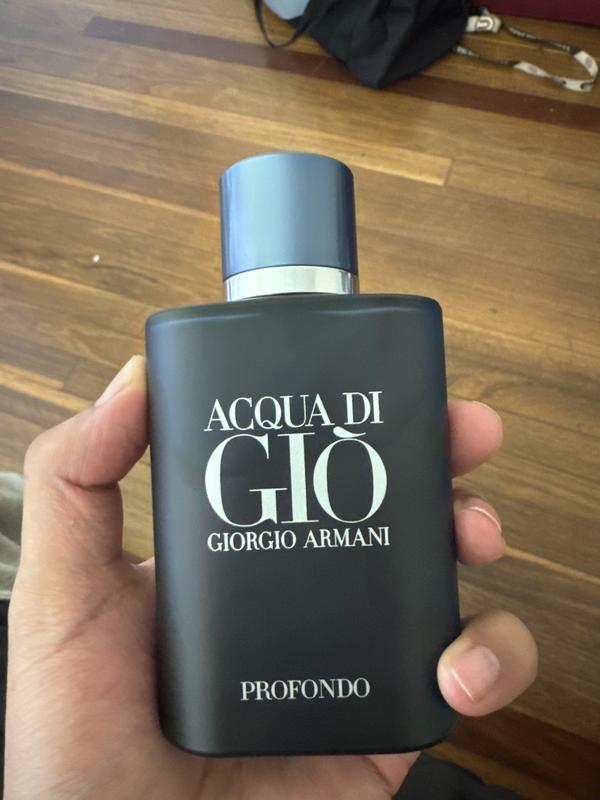 ACQUA DI
GIÒ
GIORGIO ARMANI
PROFONDO